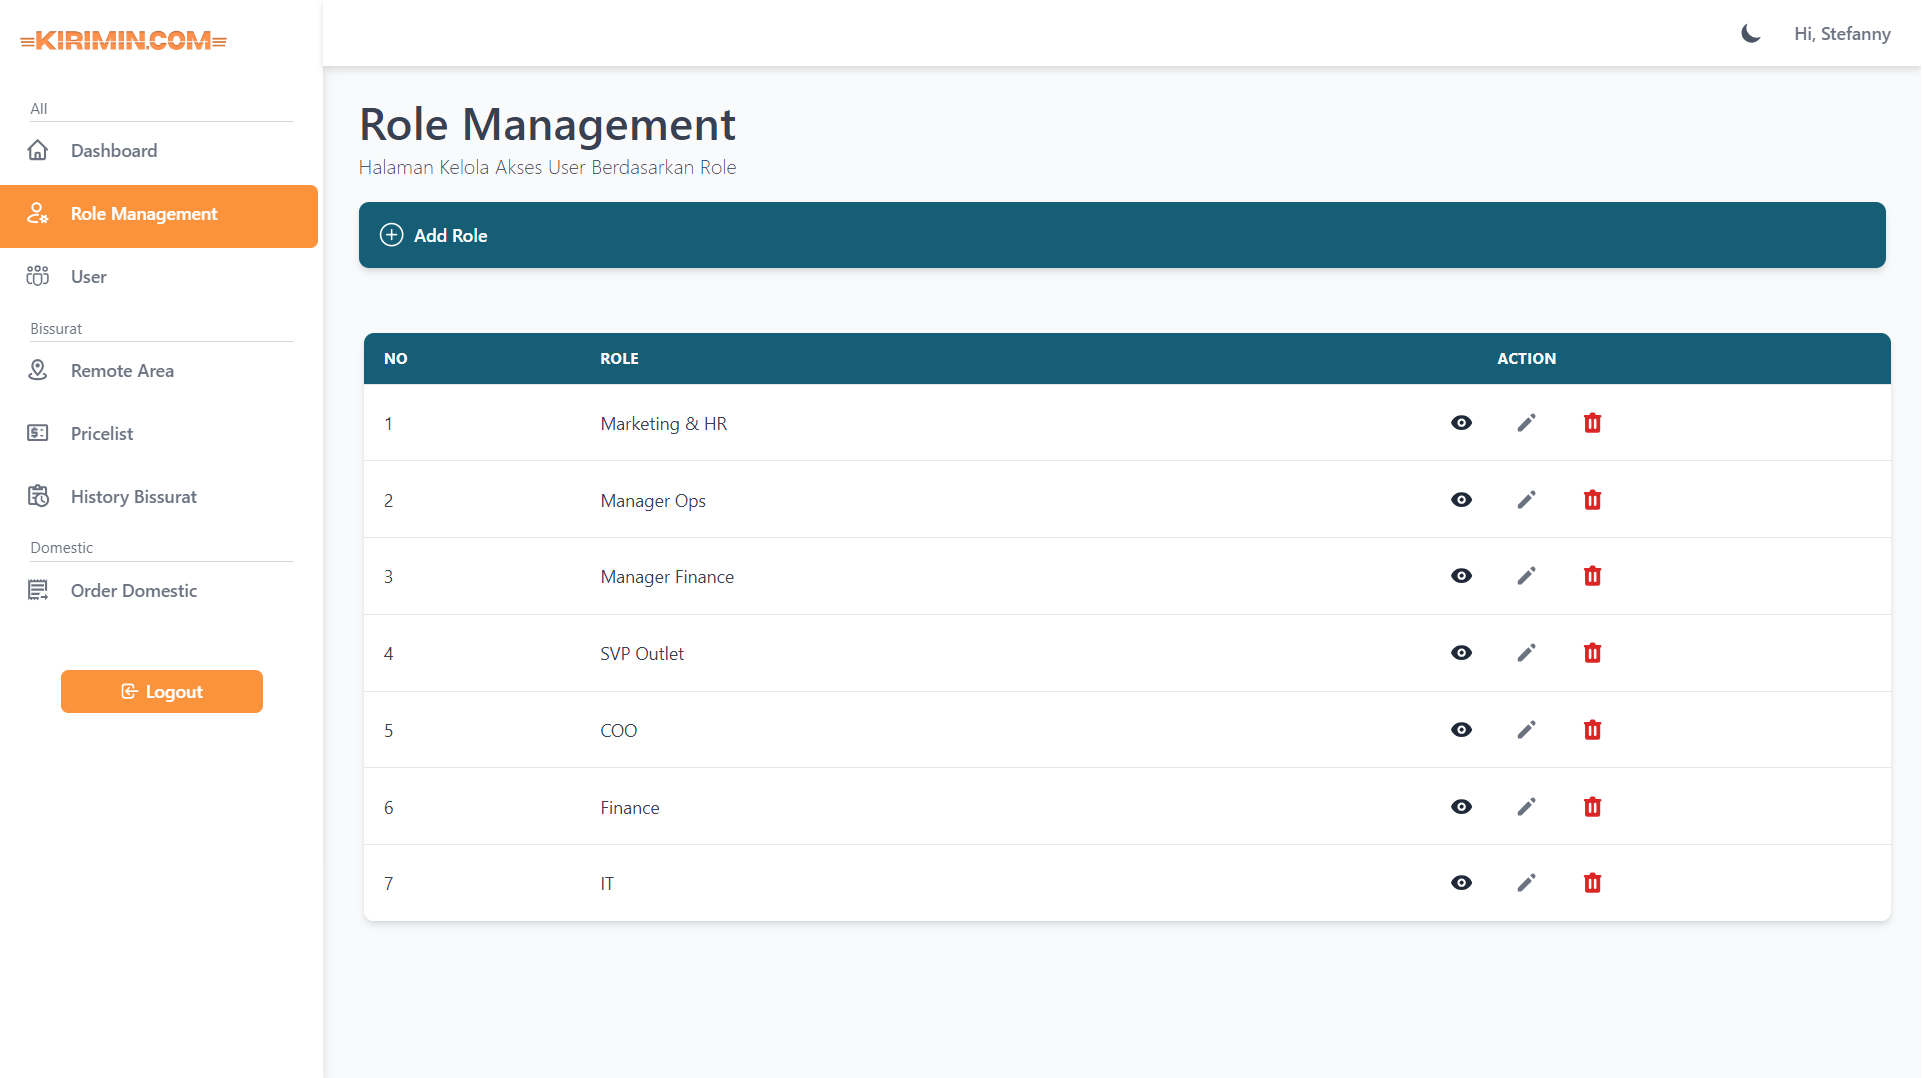 KIRIMIN.COM
Hi, Stefanny
All
Dashboard
Role Management
User
Bissurat
Remote Area
Pricelist
History Bissurat
Domestic
Order Domestic
Logout
Role Management
Halaman Kelola Akses User Berdasarkan Role
Add Role
NO ROLE ACTION
1 Marketing & HR
2 Manager Ops
3 Manager Finance
4 SVP Outlet
5 COO
6 Finance
7 IT